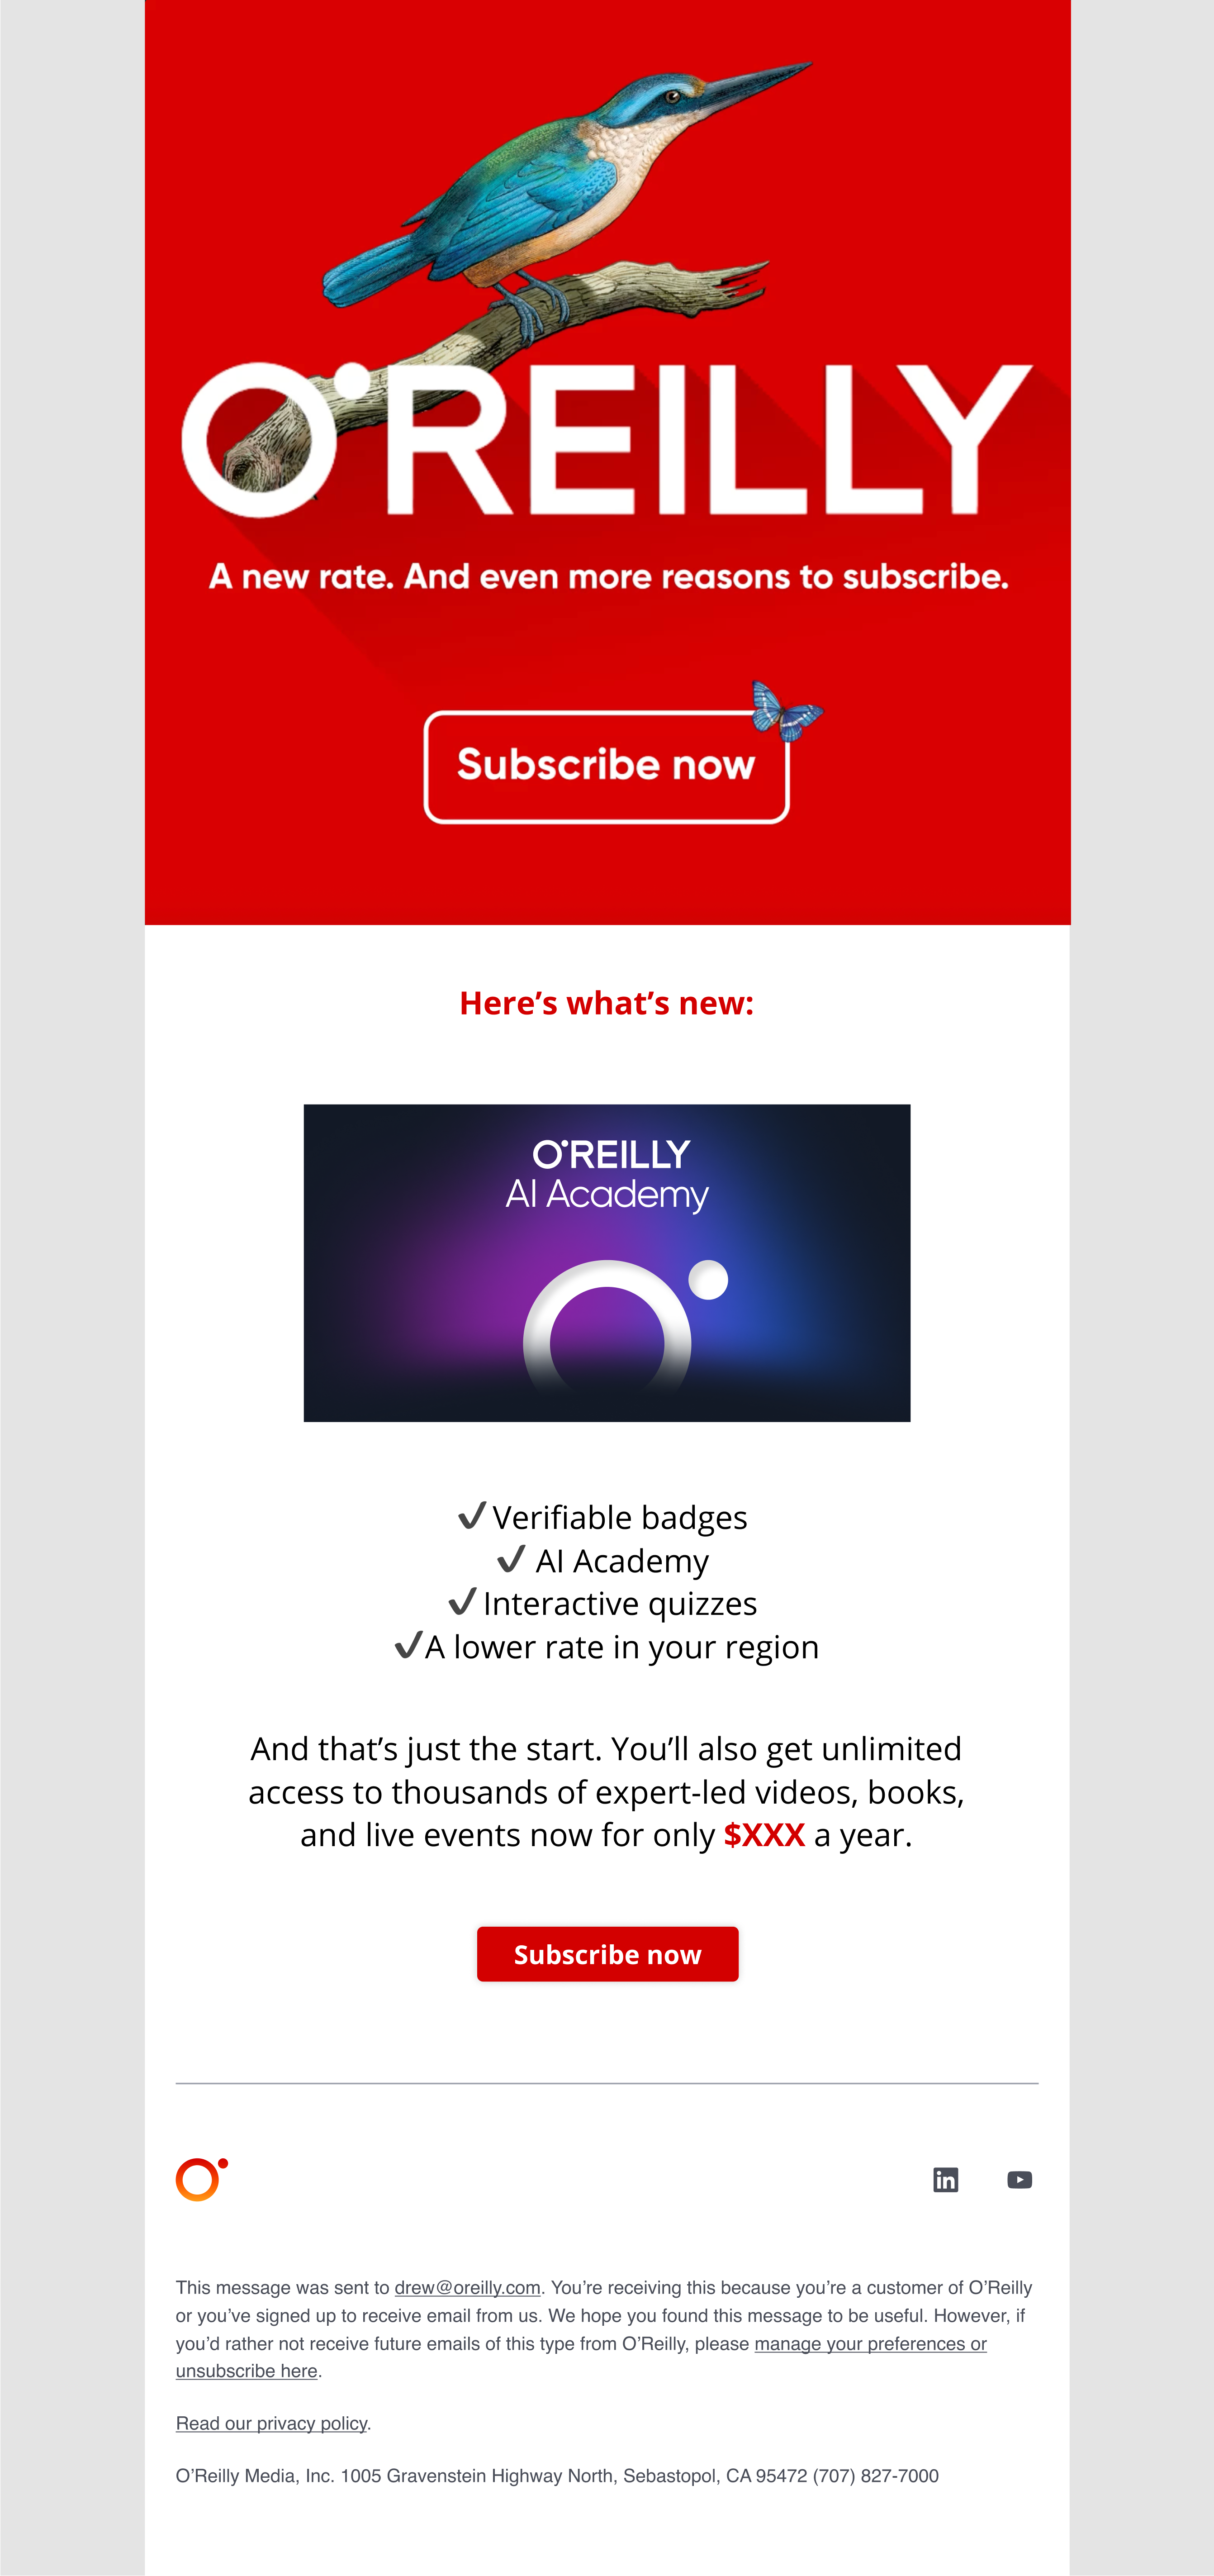 O'REILLY
A new rate. And even more reasons to subscribe.
Subscribe now
Here’s what’s new:
O'REILLY
AI Academy
✔ Verifiable badges
✔ AI Academy
✔ Interactive quizzes
✔A lower rate in your region
And that’s just the start. You’ll also get unlimited
access to thousands of expert-led videos, books,
and live events now for only $XXX a year.
Subscribe now
in
This message was sent to drew@oreilly.com. You’re receiving this because you’re a customer of O’Reilly
or you’ve signed up to receive email from us. We hope you found this message to be useful. However, if
you’d rather not receive future emails of this type from O’Reilly, please manage your preferences or
unsubscribe here.
Read our privacy policy.
O’Reilly Media, Inc. 1005 Gravenstein Highway North, Sebastopol, CA 95472 (707) 827-7000